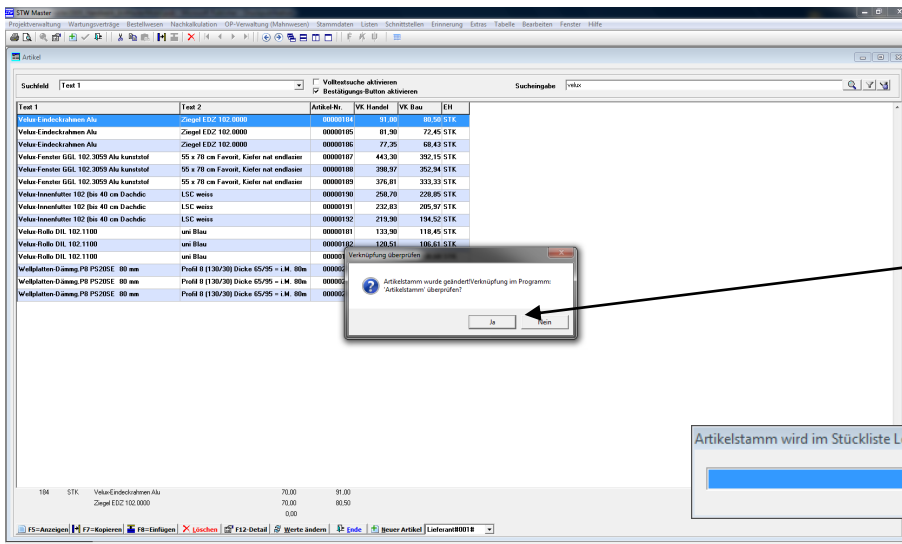 STW Master
Projektverwaltung Wartungsverträge Bestellwesen Nachkalkulation OP-Verwaltung (Mahnwesen) Stammdaten Listen Schnittstellen Erinnerung Extras Tabelle Bearbeiten Fenster Hilfe
Artikel
Suchfeld Text 1 Volltextsuche aktivieren Sucheingabe velux
Bestätigungs-Button aktivieren
Text 1 Text 2 Artikel-Nr. VK Handel VK Bau EH
Velux-Eindeckrahmen Alu Ziegel EDZ 102.0000 00000184 91,00 80,50 STK
Velux-Eindeckrahmen Alu Ziegel EDZ 102.0000 00000185 81,90 72,45 STK
Velux-Eindeckrahmen Alu Ziegel EDZ 102.0000 00000186 77,35 68,43 STK
Velux-Fenster GGL 102.3059 Alu kunststof 55 x 78 cm Favorit, Kiefer nat endlasier 00000187 443,30 392,15 STK
Velux-Fenster GGL 102.3059 Alu kunststof 55 x 78 cm Favorit, Kiefer nat endlasier 00000188 398,97 352,94 STK
Velux-Fenster GGL 102.3059 Alu kunststof 55 x 78 cm Favorit, Kiefer nat endlasier 00000189 376,81 333,33 STK
Velux-Innenfutter 102 (bis 40 cm Dachdic LSC weiss 00000190 258,70 228,85 STK
Velux-Innenfutter 102 (bis 40 cm Dachdic LSC weiss 00000191 232,83 205,97 STK
Velux-Innenfutter 102 (bis 40 cm Dachdic LSC weiss 00000192 219,90 194,52 STK
Velux-Rollo DIL 102.1100 uni Blau 00000181 133,90 118,45 STK
Velux-Rollo DIL 102.1100 uni Blau 00000182 120,51 106,61 STK
Velux-Rollo DIL 102.1100 uni Blau 000001
Wellplatten-Dämmg.P8 PS20SE 80 mm Profil 8 (130/30) Dicke 65/95 = i.M. 80m 000002
Wellplatten-Dämmg.P8 PS20SE 80 mm Profil 8 (130/30) Dicke 65/95 = i.M. 80m 000002
Wellplatten-Dämmg.P8 PS20SE 80 mm Profil 8 (130/30) Dicke 65/95 = i.M. 80m 000002
Verknüpfung überprüfen
Artikelstamm wurde geändert!Verknüpfung im Programm:
'Artikelstamm' überprüfen?
Ja Nein
Artikelstamm wird im Stückliste L
184 STK Velux-Eindeckrahmen Alu 70,00 91,00
Ziegel EDZ 102.0000 70,00 80,50
0,00
F5=Anzeigen F7=Kopieren F8=Einfügen Löschen F12-Detail Werte ändern Ende Neuer Artikel Lieferant#001#